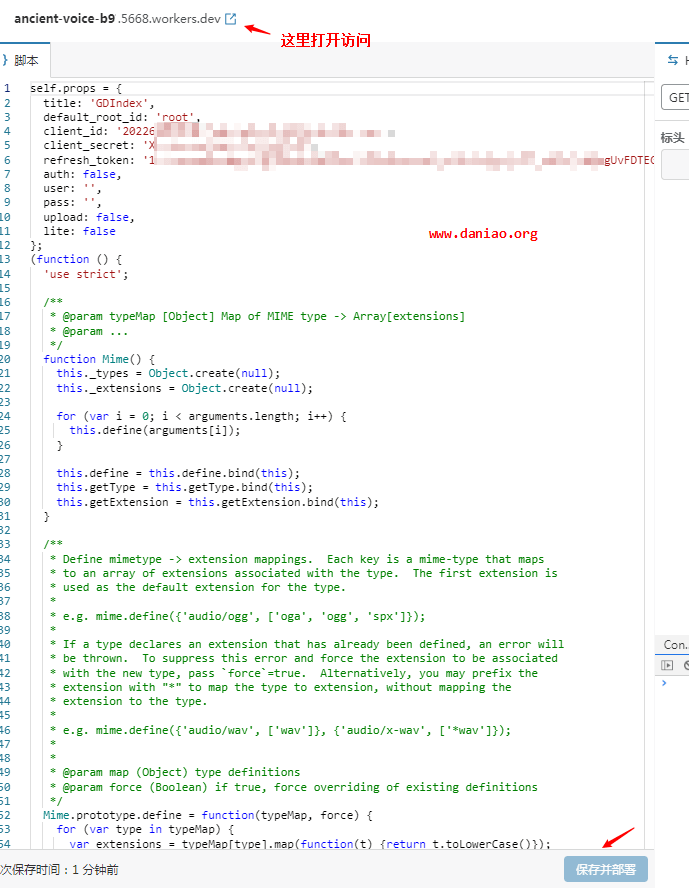 ancient-voice-b9 .5668.workers.dev
这里打开访问
} 脚本
GET
标头
1 self.props = {
2   title: 'GDIndex',
3   default_root_id: 'root',
4   client_id: '20226
5   client_secret: 'X
6   refresh_token: '1 gUvFDTEC
7   auth: false,
8   user: '',
9   pass: '',
10   upload: false,
11   lite: false
www.daniao.org
12 };
13 (function () {
14   'use strict';
15
16   /**
17    * @param typeMap [Object] Map of MIME type -> Array[extensions]
18    * @param ...
19    */
20   function Mime() {
21     this._types = Object.create(null);
22     this._extensions = Object.create(null);
23
24     for (var i = 0; i < arguments.length; i++) {
25       this.define(arguments[i]);
26     }
27
28     this.define = this.define.bind(this);
29     this.getType = this.getType.bind(this);
30     this.getExtension = this.getExtension.bind(this);
31   }
32
33   /**
34    * Define mimetype -> extension mappings.  Each key is a mime-type that maps
35    * to an array of extensions associated with the type.  The first extension is
36    * used as the default extension for the type.
37    *
38    * e.g. mime.define({'audio/ogg', ['oga', 'ogg', 'spx']});
39    *
40    * If a type declares an extension that has already been defined, an error will
41    * be thrown.  To suppress this error and force the extension to be associated
42    * with the new type, pass `force`=true.  Alternatively, you may prefix the
43    * extension with "*" to map the type to extension, without mapping the
44    * extension to the type.
45    *
46    * e.g. mime.define({'audio/wav', ['wav']}, {'audio/x-wav', ['*wav']});
47    *
48    *
49    * @param map (Object) type definitions
50    * @param force (Boolean) if true, force overriding of existing definitions
51    */
52   Mime.prototype.define = function(typeMap, force) {
53     for (var type in typeMap) {
54       var extensions = typeMap[type].map(function(t) {return t.toLowerCase()});
Con..
次保存时间：1 分钟前
保存并部署